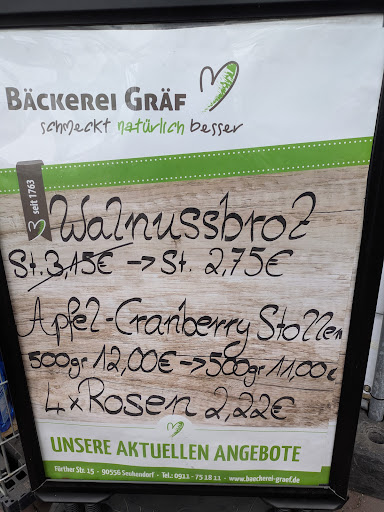 Bäckerei Gräf
schmeckt natürlich besser
seit 1763
Walnussbrot
St. 3,15€ → St. 2,75€
Apfel-Cranberry Stollen
500gr 12,00€ → 500gr 11,00€
4x Rosen 2,22€
UNSERE AKTUELLEN ANGEBOTE
Fürther Str. 15 - 90556 Seukendorf - Tel.: 0911 - 75 18 11 - www.baeckerei-graef.de